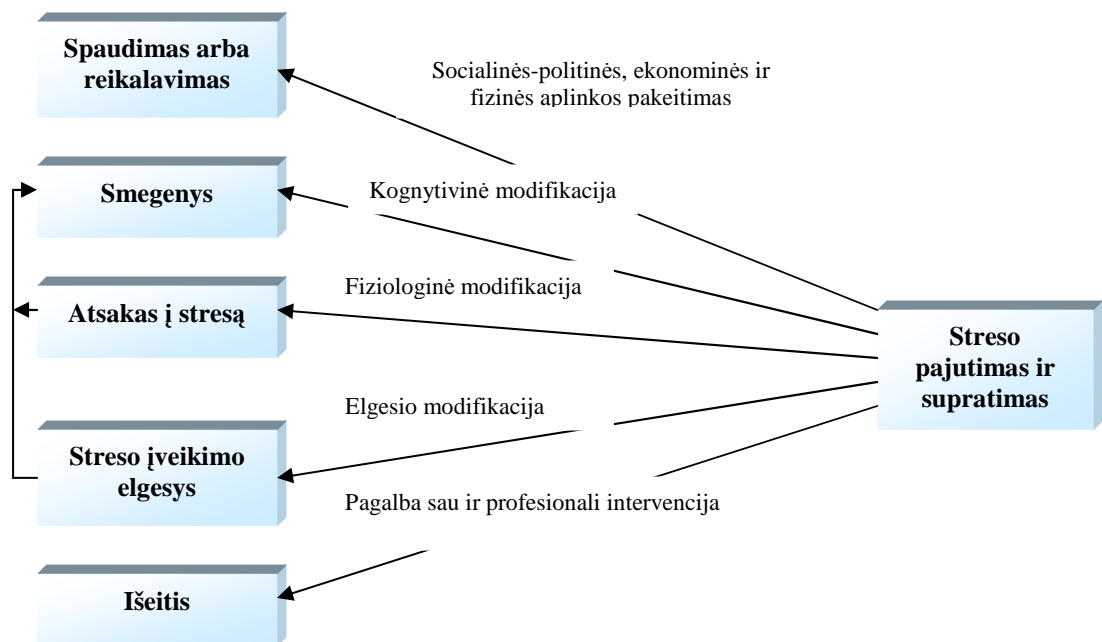 Spaudimas arba
reikalavimas
Socialinės-politinės, ekonominės ir
fizinės aplinkos pakeitimas
Smegenys
Kognityvinė modifikacija
Atsakas į stresą
Fiziologinė modifikacija
Streso
pajutimas ir
supratimas
Streso įveikimo
elgesys
Elgesio modifikacija
Pagalba sau ir profesionali intervencija
Išeitis